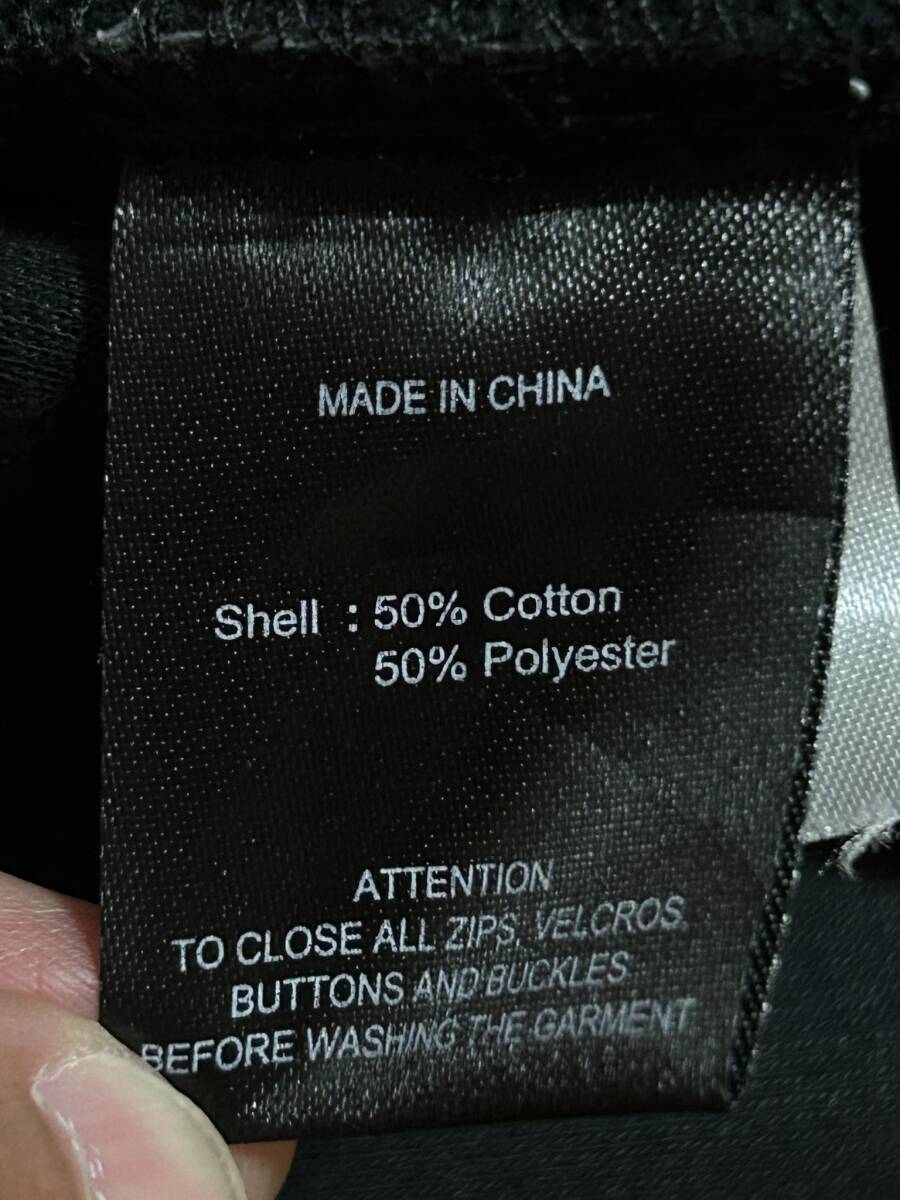 MADE IN CHINA
Shell : 50% Cotton
50% Polyester
ATTENTION
TO CLOSE ALL ZIPS, VELCROS,
BUTTONS AND BUCKLES
BEFORE WASHING THE GARMENT